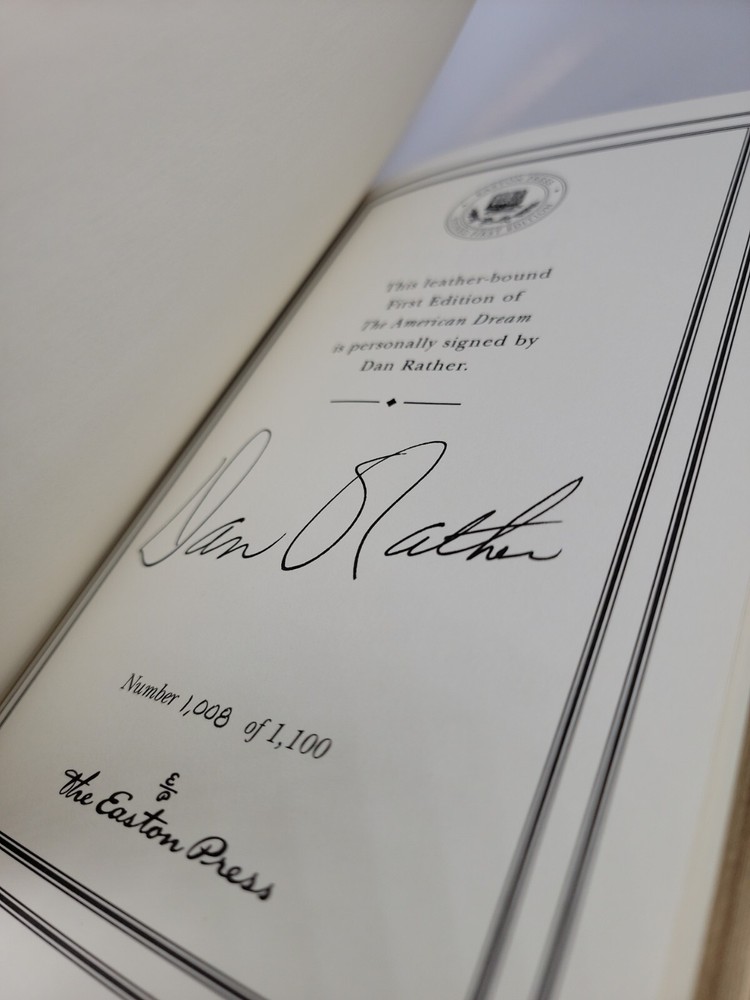 This leather-bound
First Edition of
The American Dream
is personally signed by
Dan Rather.
Dan Rather
Number 1,008 of 1,100
E/P
the Easton Press